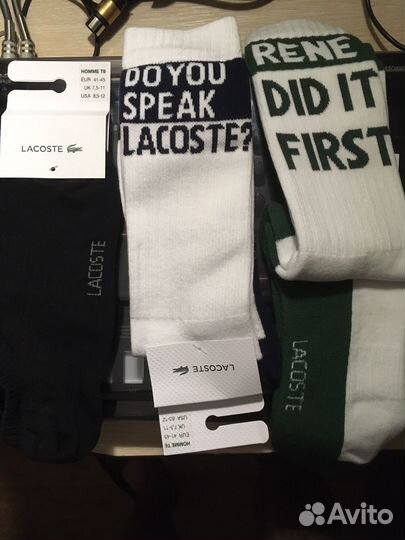 HOMME T6
EUR 41-45
UK 7,5-11
USA 8,5-12
LACOSTE
LACOSTE
DO YOU
SPEAK
LACOSTE?
LACOSTE
HOMME T6
EUR 41-45
UK 7,5-11
USA 8,5-12
RENE
DID IT
FIRST
LACOSTE
Avito